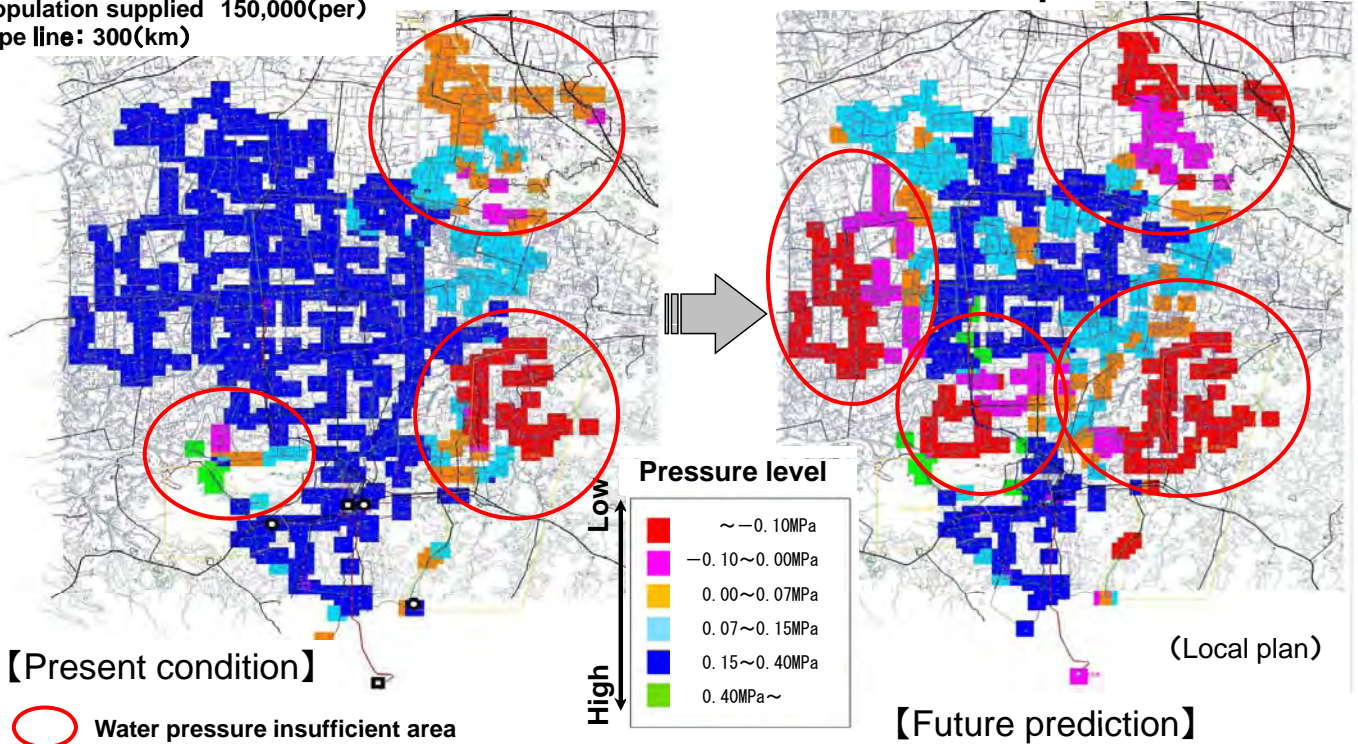 opulation supplied 150,000(per)
pe line: 300(km)
Pressure level
Low
High
～-0.10MPa
-0.10～0.00MPa
0.00～0.07MPa
0.07～0.15MPa
0.15～0.40MPa
0.40MPa～
(Local plan)
【Present condition】
【Future prediction】
Water pressure insufficient area